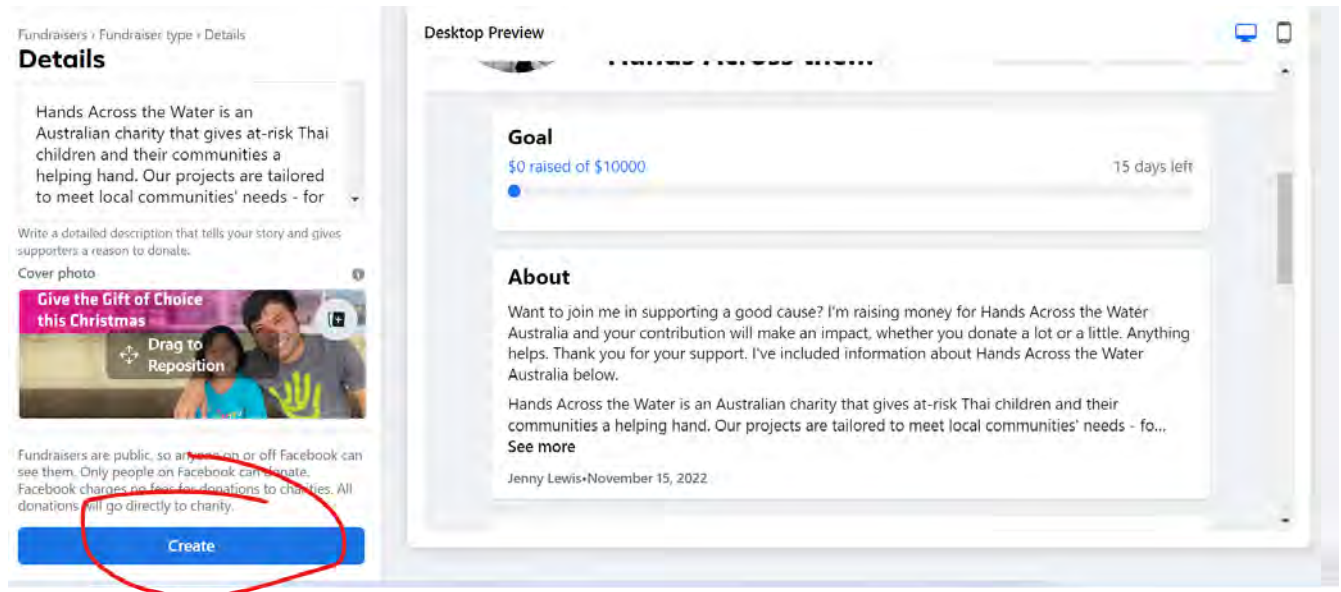 Fundraisers › Fundraiser type › Details
Details
Hands Across the Water is an
Australian charity that gives at-risk Thai
children and their communities a
helping hand. Our projects are tailored
to meet local communities' needs - for
Write a detailed description that tells your story and gives
supporters a reason to donate.
Cover photo
Give the Gift of Choice
this Christmas
Drag to
Reposition
Fundraisers are public, so anyone on or off Facebook can
see them. Only people on Facebook can donate.
Facebook charges no fees for donations to charities. All
donations will go directly to charity.
Create
Desktop Preview
Hands Across them...
Goal
$0 raised of $10000
15 days left
About
Want to join me in supporting a good cause? I'm raising money for Hands Across the Water
Australia and your contribution will make an impact, whether you donate a lot or a little. Anything
helps. Thank you for your support. I've included information about Hands Across the Water
Australia below.
Hands Across the Water is an Australian charity that gives at-risk Thai children and their
communities a helping hand. Our projects are tailored to meet local communities' needs - fo...
See more
Jenny Lewis•November 15, 2022